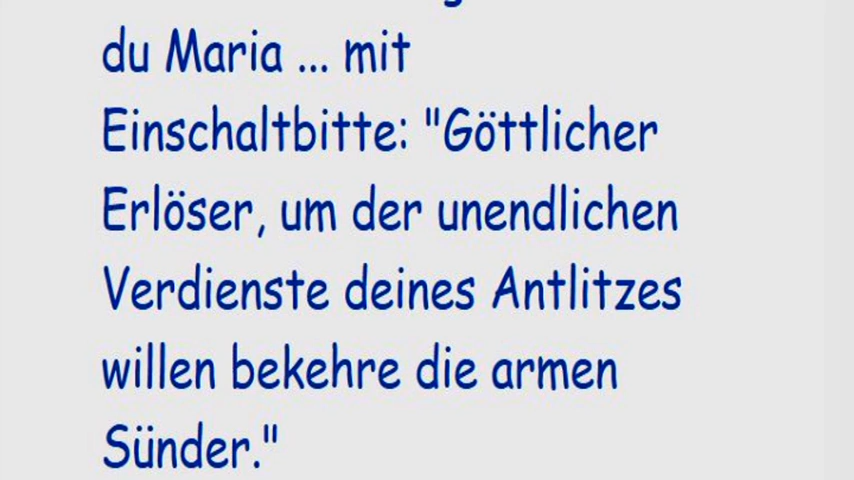 du Maria ... mit
Einschaltbitte: "Göttlicher
Erlöser, um der unendlichen
Verdienste deines Antlitzes
willen bekehre die armen
Sünder."